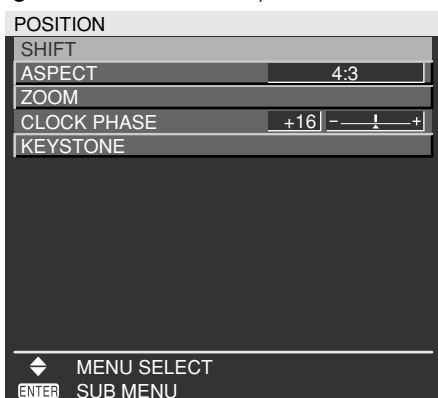 POSITION
SHIFT
ASPECT 4:3
ZOOM
CLOCK PHASE +16 - +
KEYSTONE
MENU SELECT
ENTER SUB MENU